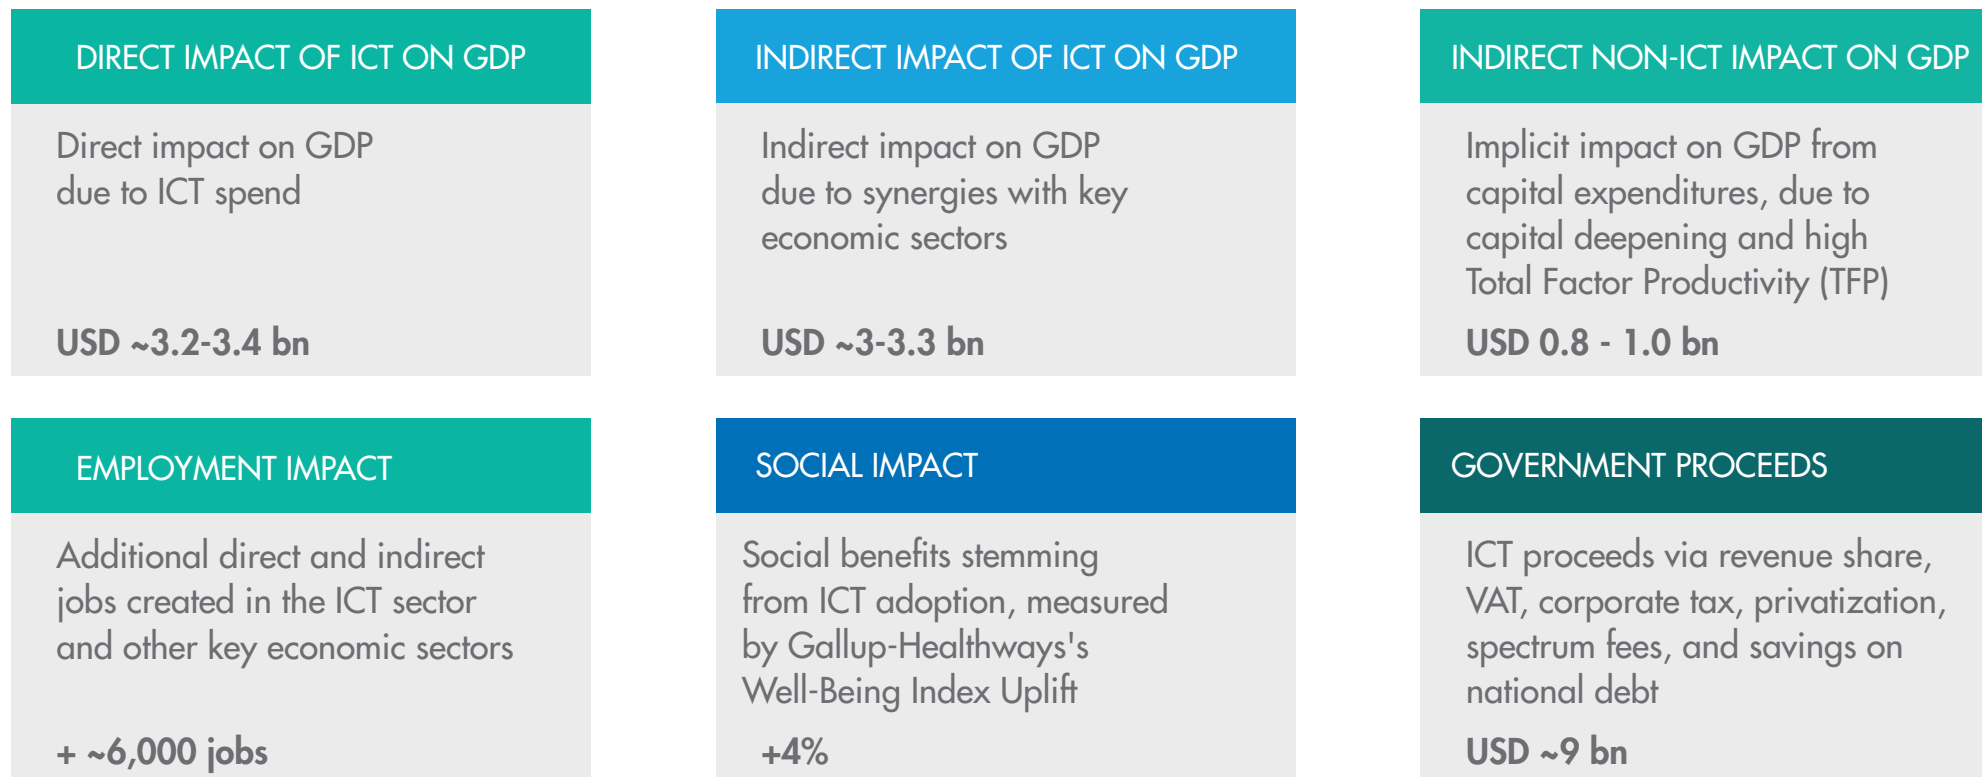 DIRECT IMPACT OF ICT ON GDP
Direct impact on GDP
due to ICT spend
USD ~3.2-3.4 bn
INDIRECT IMPACT OF ICT ON GDP
Indirect impact on GDP
due to synergies with key
economic sectors
USD ~3-3.3 bn
INDIRECT NON-ICT IMPACT ON GDP
Implicit impact on GDP from
capital expenditures, due to
capital deepening and high
Total Factor Productivity (TFP)
USD 0.8 - 1.0 bn
EMPLOYMENT IMPACT
Additional direct and indirect
jobs created in the ICT sector
and other key economic sectors
+ ~6,000 jobs
SOCIAL IMPACT
Social benefits stemming
from ICT adoption, measured
by Gallup-Healthways's
Well-Being Index Uplift
+4%
GOVERNMENT PROCEEDS
ICT proceeds via revenue share,
VAT, corporate tax, privatization,
spectrum fees, and savings on
national debt
USD ~9 bn